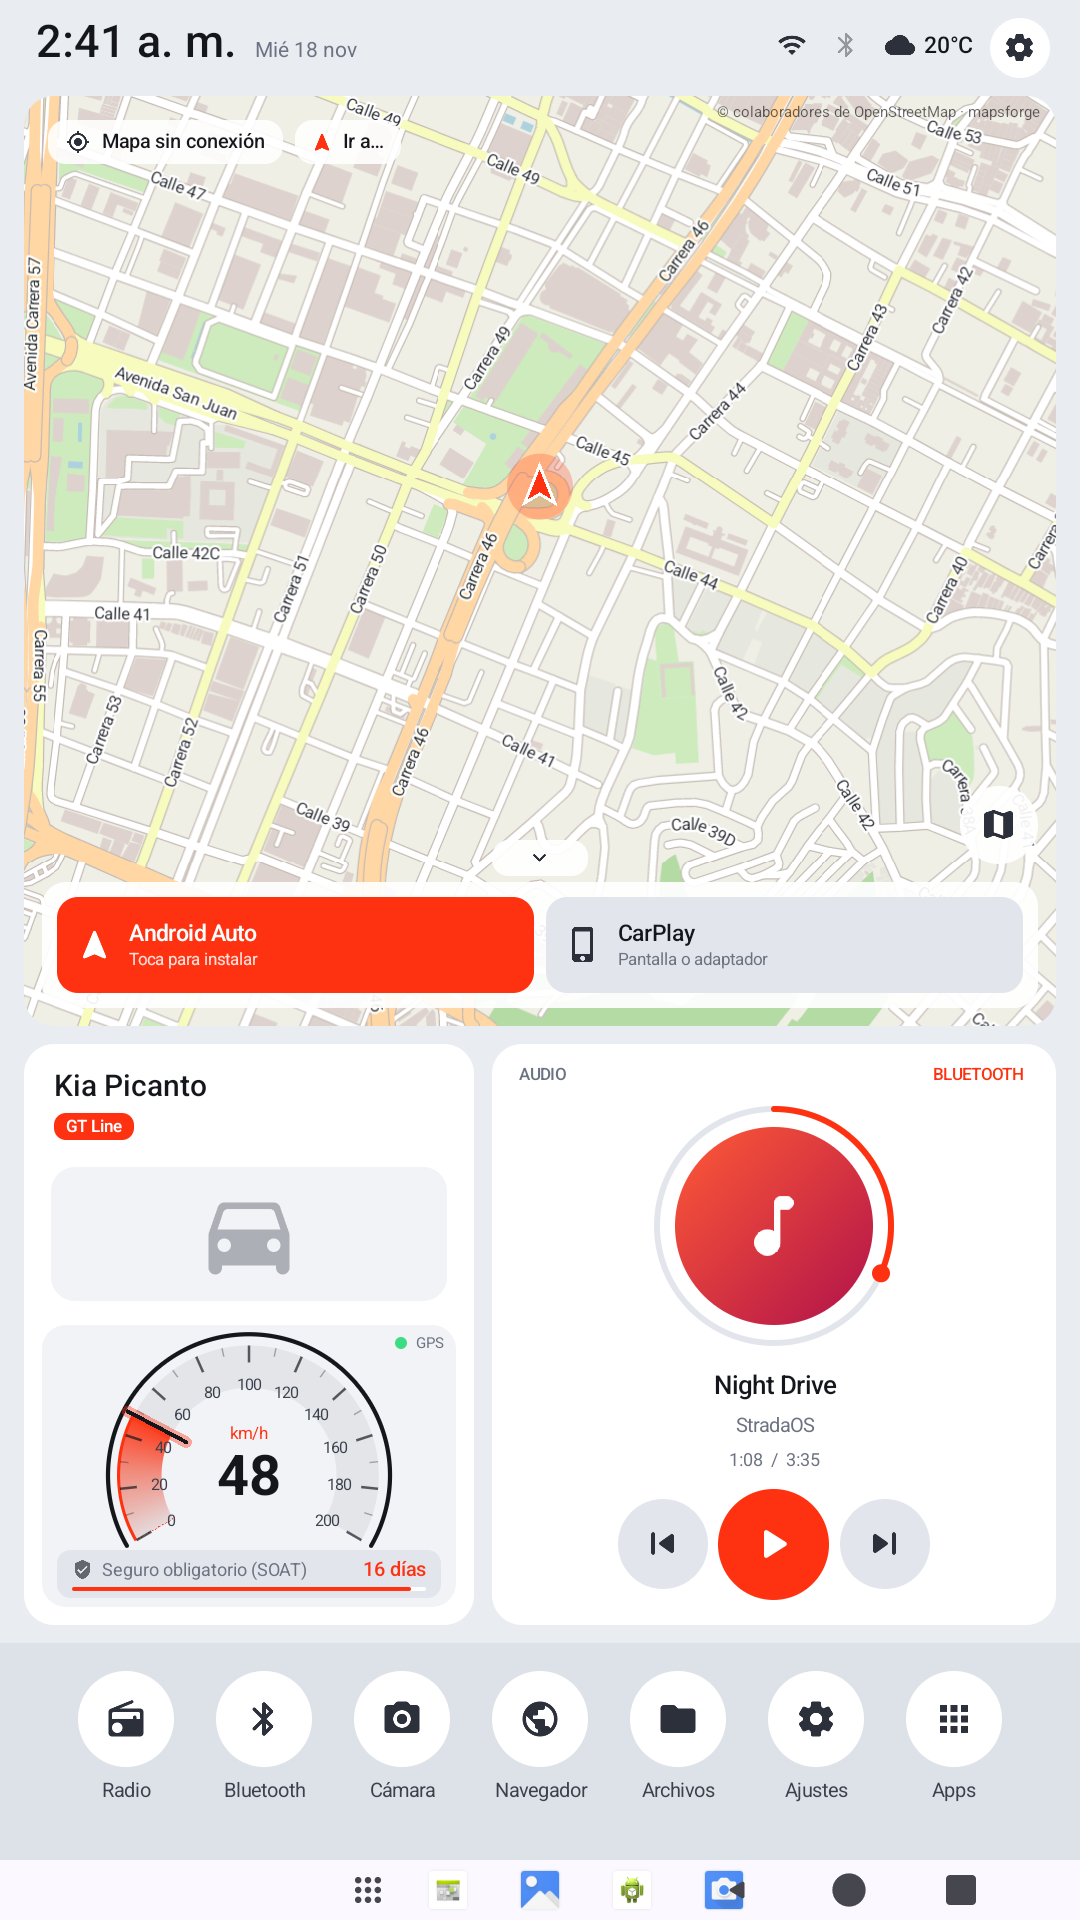 2:41 a. m.
Mié 18 nov
20°C
© colaboradores de OpenStreetMap · mapsforge
Mapa sin conexión
Ir a...
Calle 49
Calle 53
Calle 47
Calle 49
Calle 51
Carrera 46
Avenida Carrera 57
Carrera 42
Carrera 43
Carrera 49
Avenida San Juan
Carrera 44
Calle 45
Calle 42C
Carrera 51
Carrera 50
Carrera 46
Calle 44
Carrera 40
Carrera
Calle 41
Carrera 55
Calle 42
Carrera 53
Carrera 52
Carrera 46
Calle 41
Carrera
Calle 42
Calle 39
Calle 39D
Android Auto
Toca para instalar
CarPlay
Pantalla o adaptador
Kia Picanto
GT Line
GPS
0
20
40
60
80
100
120
140
160
180
200
km/h
48
Seguro obligatorio (SOAT)
16 días
AUDIO
BLUETOOTH
Night Drive
StradaOS
1:08 / 3:35
Radio
Bluetooth
Cámara
Navegador
Archivos
Ajustes
Apps